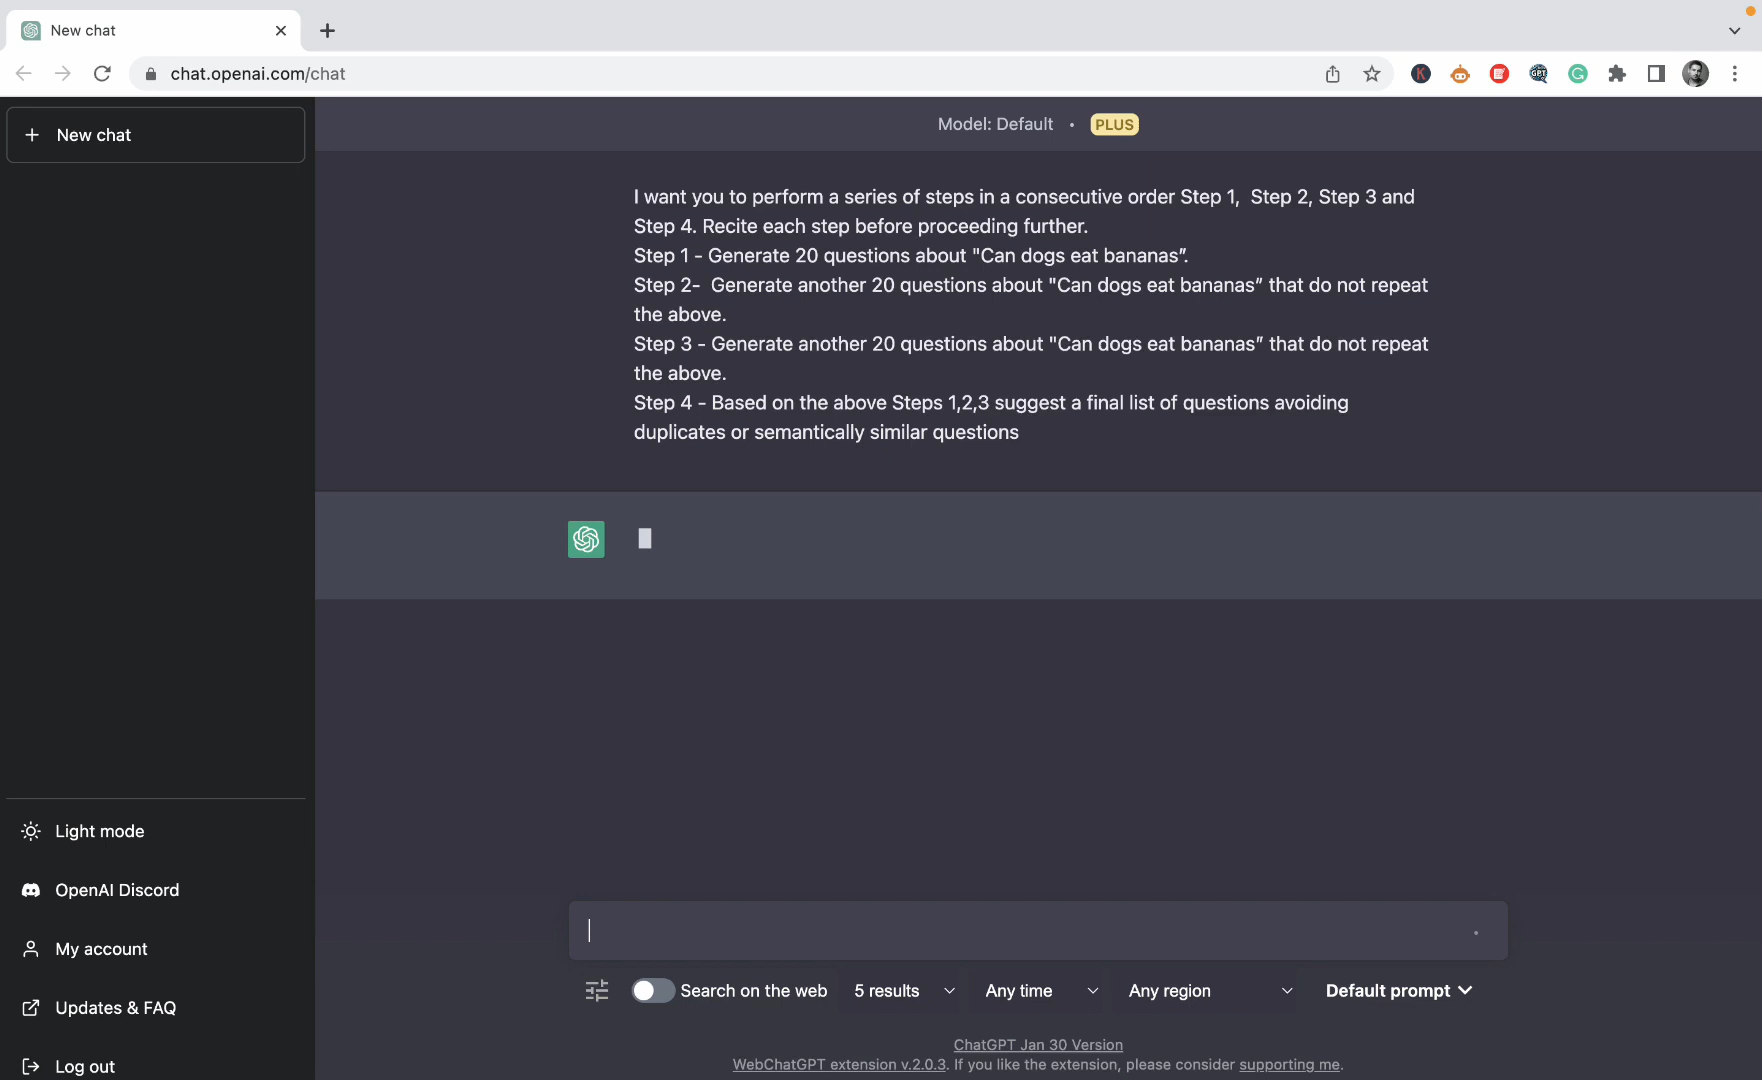 New chat
chat.openai.com/chat
K
GPT
G
New chat
Model: Default • PLUS
I want you to perform a series of steps in a consecutive order Step 1,  Step 2, Step 3 and
Step 4. Recite each step before proceeding further.
Step 1 - Generate 20 questions about "Can dogs eat bananas”.
Step 2-  Generate another 20 questions about "Can dogs eat bananas” that do not repeat
the above.
Step 3 - Generate another 20 questions about "Can dogs eat bananas” that do not repeat
the above.
Step 4 - Based on the above Steps 1,2,3 suggest a final list of questions avoiding
duplicates or semantically similar questions
Light mode
OpenAI Discord
My account
Updates & FAQ
Log out
Search on the web 5 results Any time Any region Default prompt
ChatGPT Jan 30 Version
WebChatGPT extension v.2.0.3. If you like the extension, please consider supporting me.